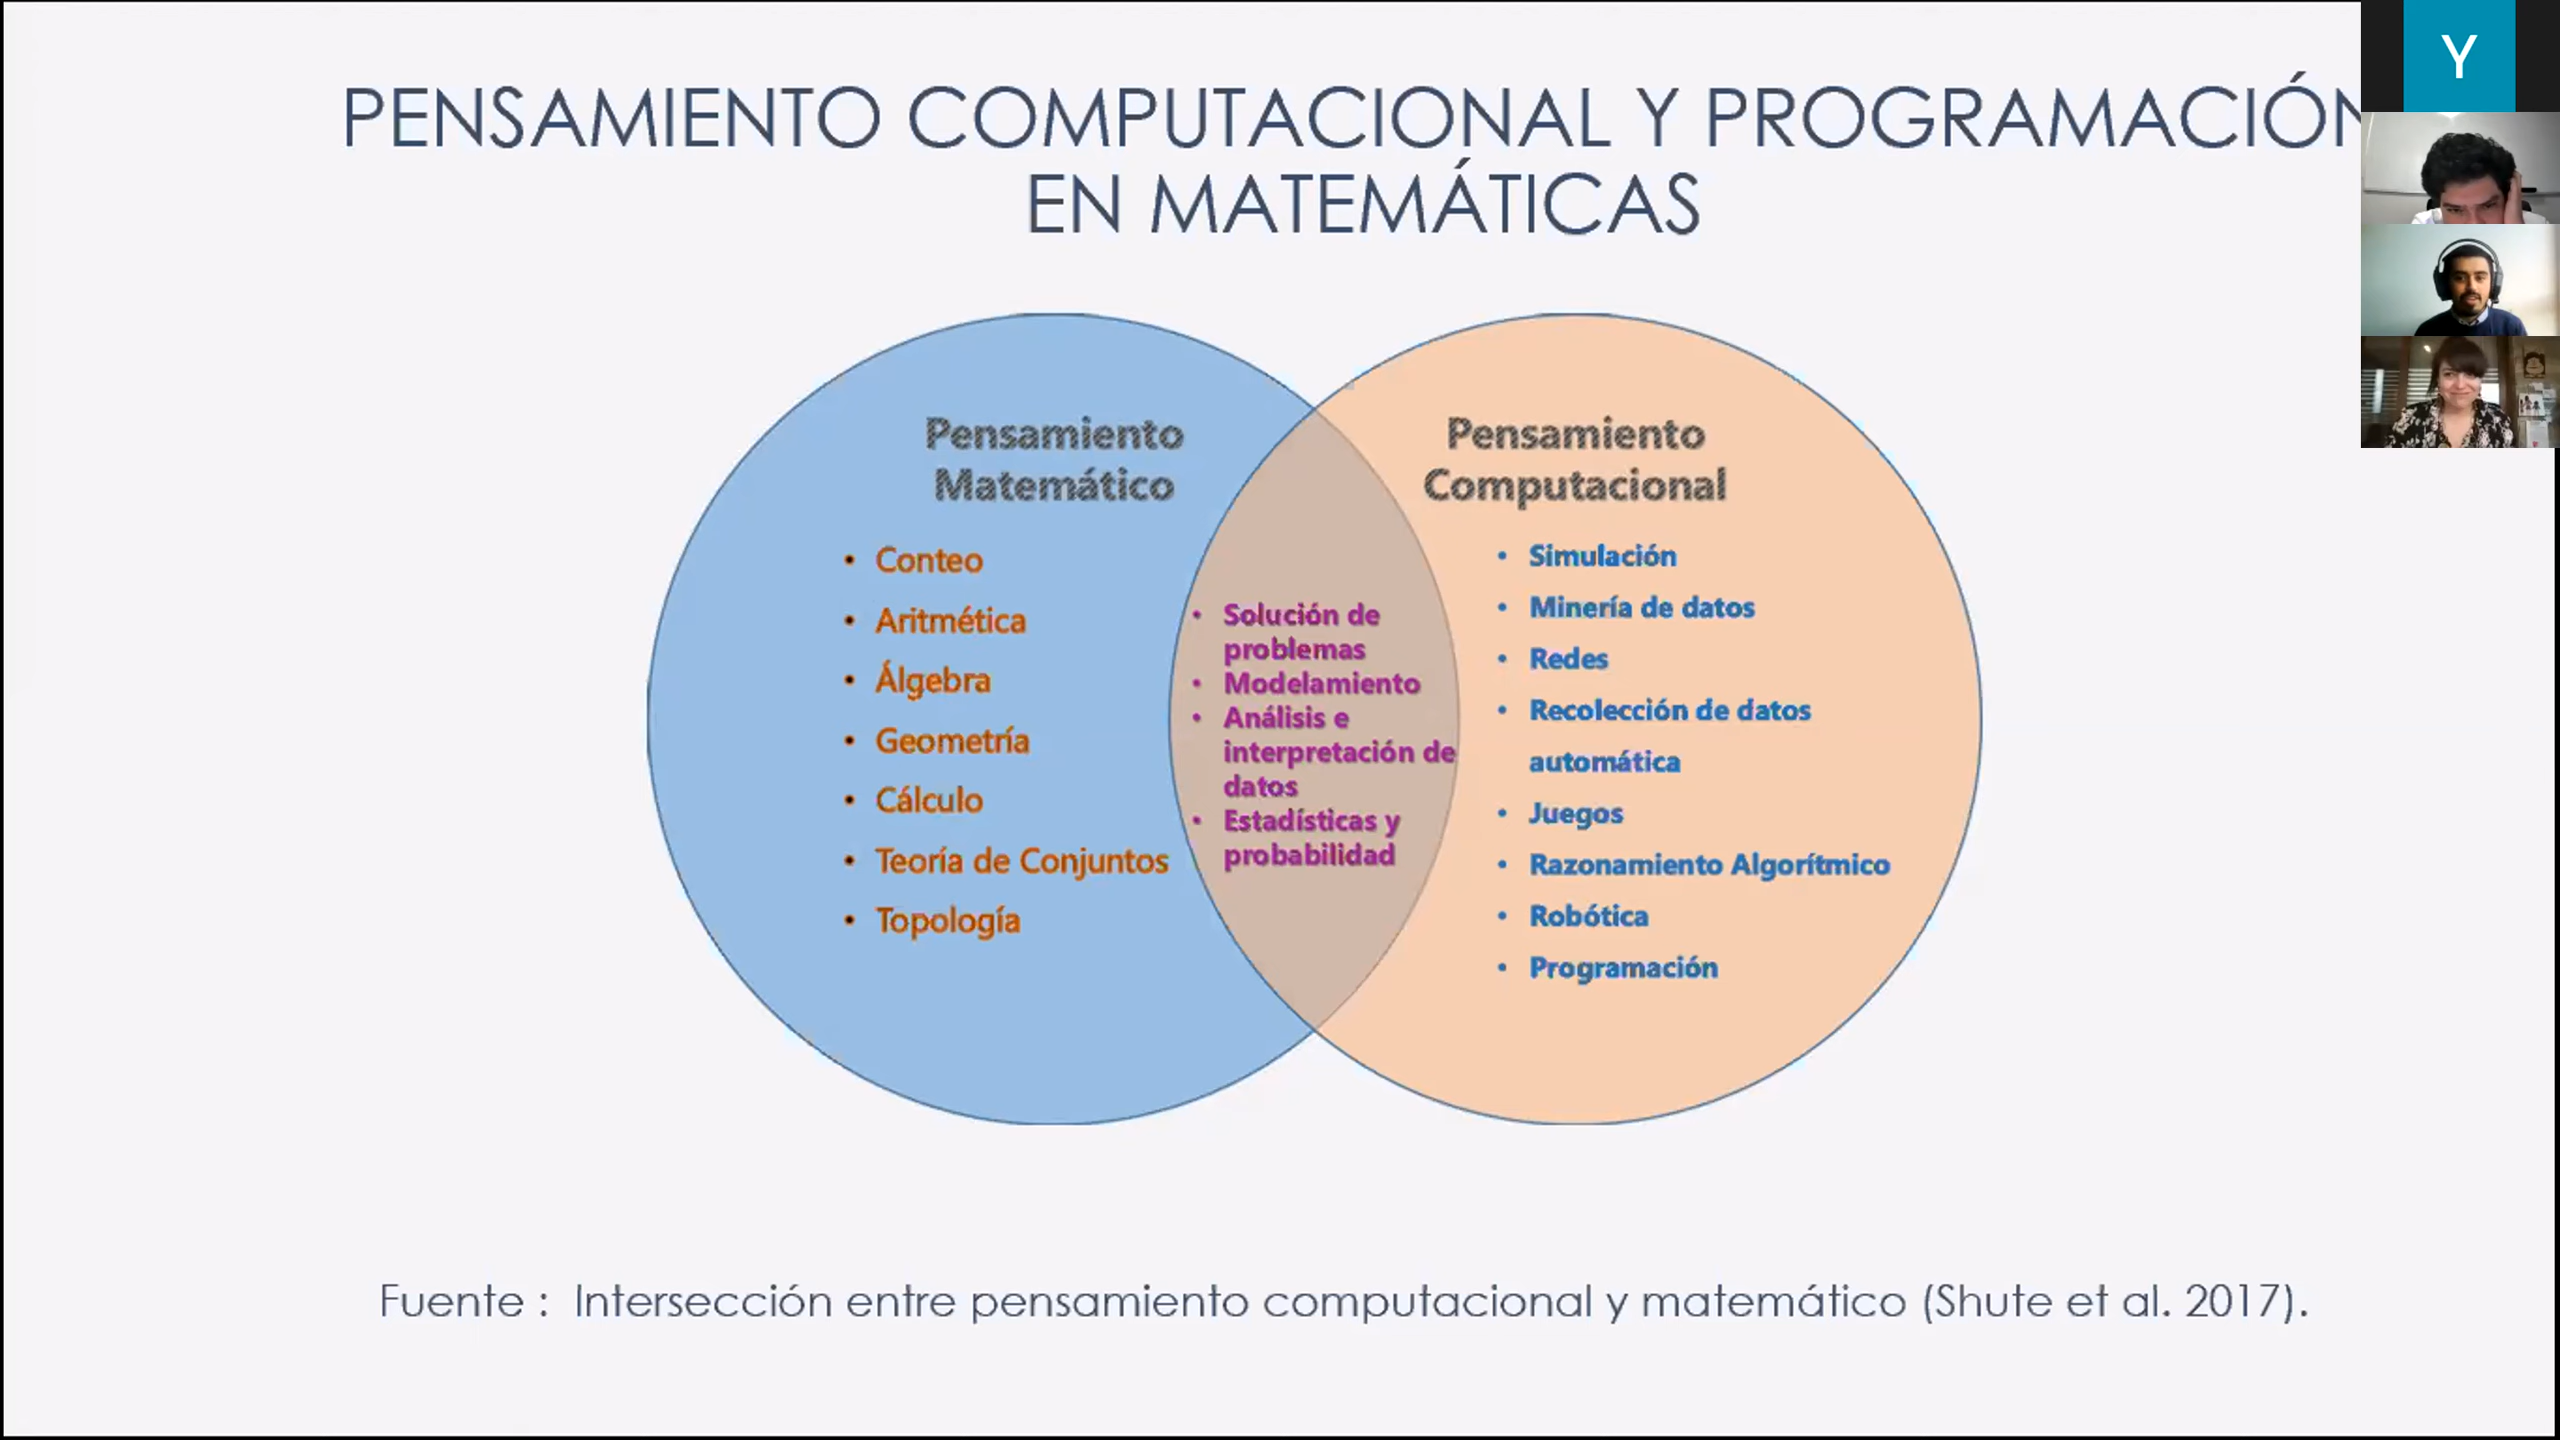 PENSAMIENTO COMPUTACIONAL Y PROGRAMACIÓN
EN MATEMÁTICAS
Y
Pensamiento
Matemático
• Conteo
• Aritmética
• Álgebra
• Geometría
• Cálculo
• Teoría de Conjuntos
• Topología
• Solución de
problemas
• Modelamiento
• Análisis e
interpretación de
datos
• Estadísticas y
probabilidad
Pensamiento
Computacional
• Simulación
• Minería de datos
• Redes
• Recolección de datos
automática
• Juegos
• Razonamiento Algorítmico
• Robótica
• Programación
Fuente : Intersección entre pensamiento computacional y matemático (Shute et al. 2017).